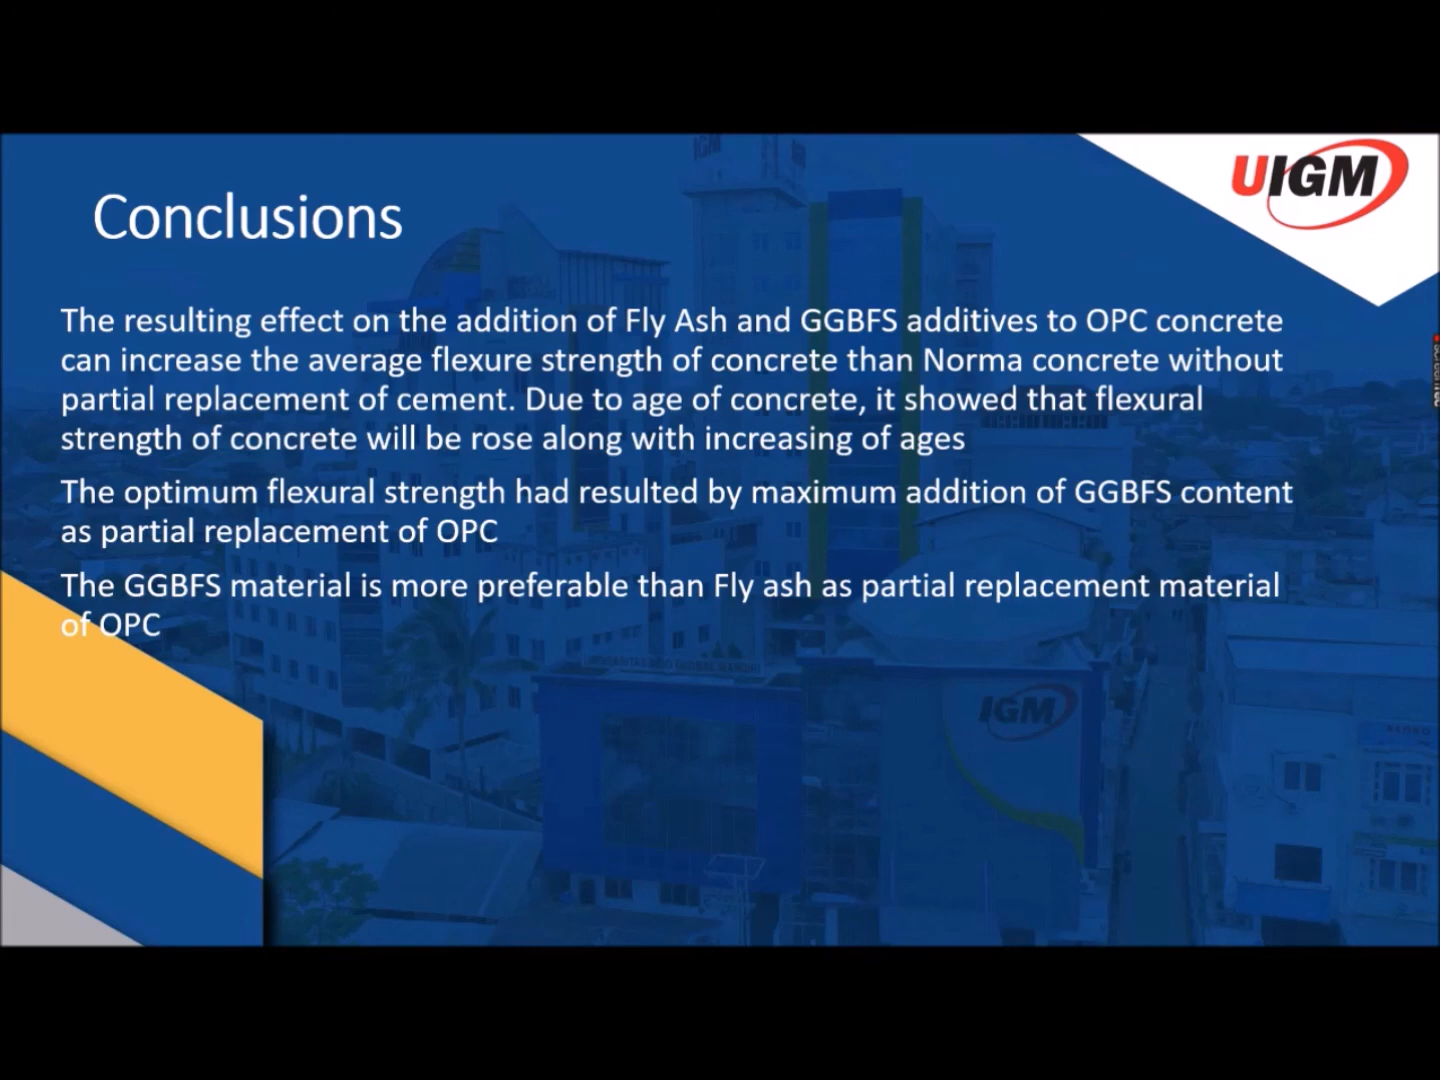 UIGM
Conclusions
The resulting effect on the addition of Fly Ash and GGBFS additives to OPC concrete
can increase the average flexure strength of concrete than Norma concrete without
partial replacement of cement. Due to age of concrete, it showed that flexural
strength of concrete will be rose along with increasing of ages
The optimum flexural strength had resulted by maximum addition of GGBFS content
as partial replacement of OPC
The GGBFS material is more preferable than Fly ash as partial replacement material
of OPC
IGM